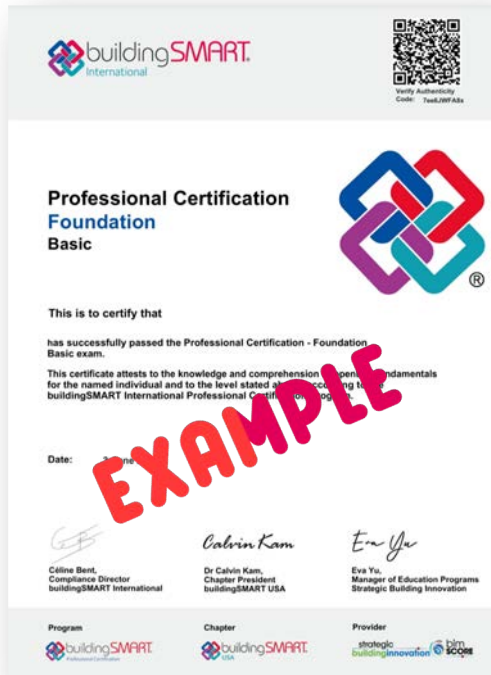 buildingSMART®
International
Verify Authenticity
Code: 7ee6JWFA8s
Professional Certification
Foundation
Basic
®
This is to certify that
has successfully passed the Professional Certification - Foundation
Basic exam.
This certificate attests to the knowledge and comprehension
for the named individual and to the level stated
buildingSMART International Professional
EXAMPLE
Date:
Céline Bent,
Compliance Director
buildingSMART International
Calvin Kam
Dr Calvin Kam,
Chapter President
buildingSMART USA
Eva Yu
Eva Yu,
Manager of Education Programs
Strategic Building Innovation
Program
buildingSMART
Professional Certification
Chapter
buildingSMART
USA
Provider
strategic
buildinginnovation
bim
SCORE